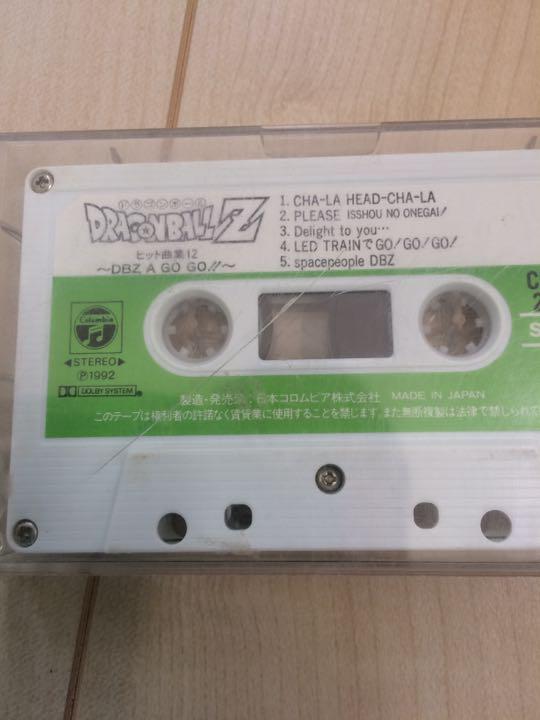 ドラゴンボール
DRAGONBALL Z
ヒット曲集12
〜DBZ A GO GO!!〜
1. CHA-LA HEAD-CHA-LA
2. PLEASE ISSHOU NO ONEGAI!
3. Delight to you…
4. LED TRAINでGO!GO!GO!
5. spacepeople DBZ
Columbia
◀STEREO▶
Ⓟ1992
DOLBY SYSTEM
製造・発売元:日本コロムビア株式会社 MADE IN JAPAN
このテープは権利者の許諾なく賃貸業に使用することを禁じます.また無断複製は法律で禁じられて